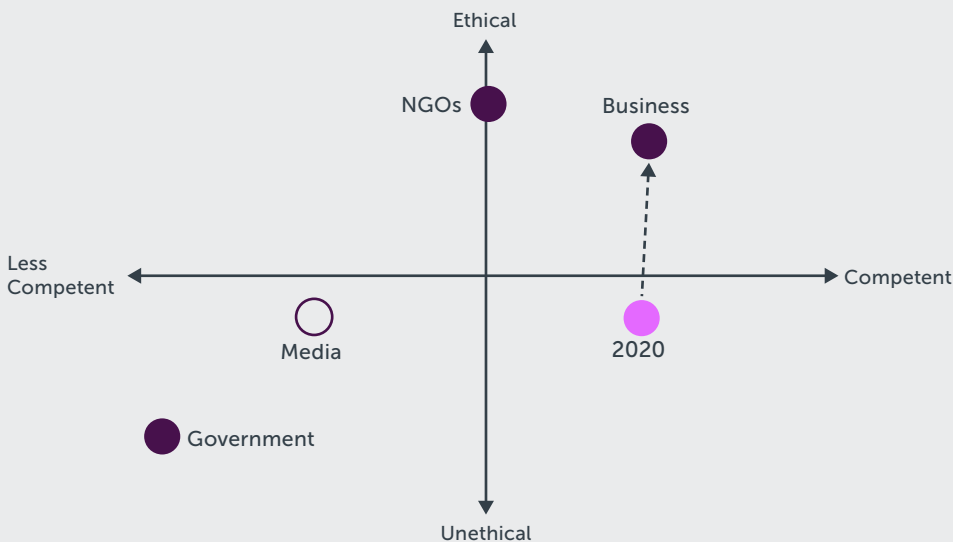 Ethical
NGOs
Business
Less
Competent
Competent
Media
2020
Government
Unethical